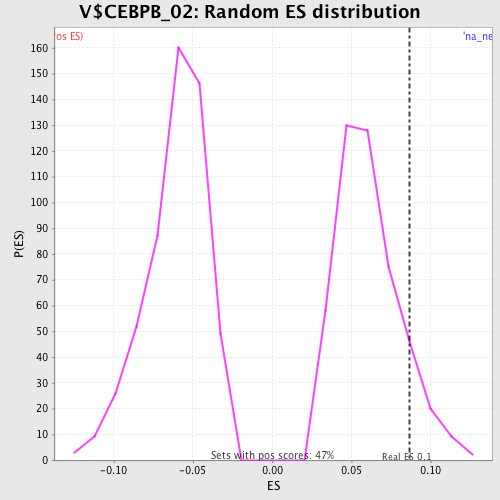 V$CEBPB_02: Random ES distribution
os ES)
'na_ne
160
150
140
130
120
110
100
90
80
70
60
50
40
30
20
10
0
P(ES)
Sets with pos scores: 47%
Real ES 0.1
−0.10 −0.05 0.00 0.05 0.10
ES